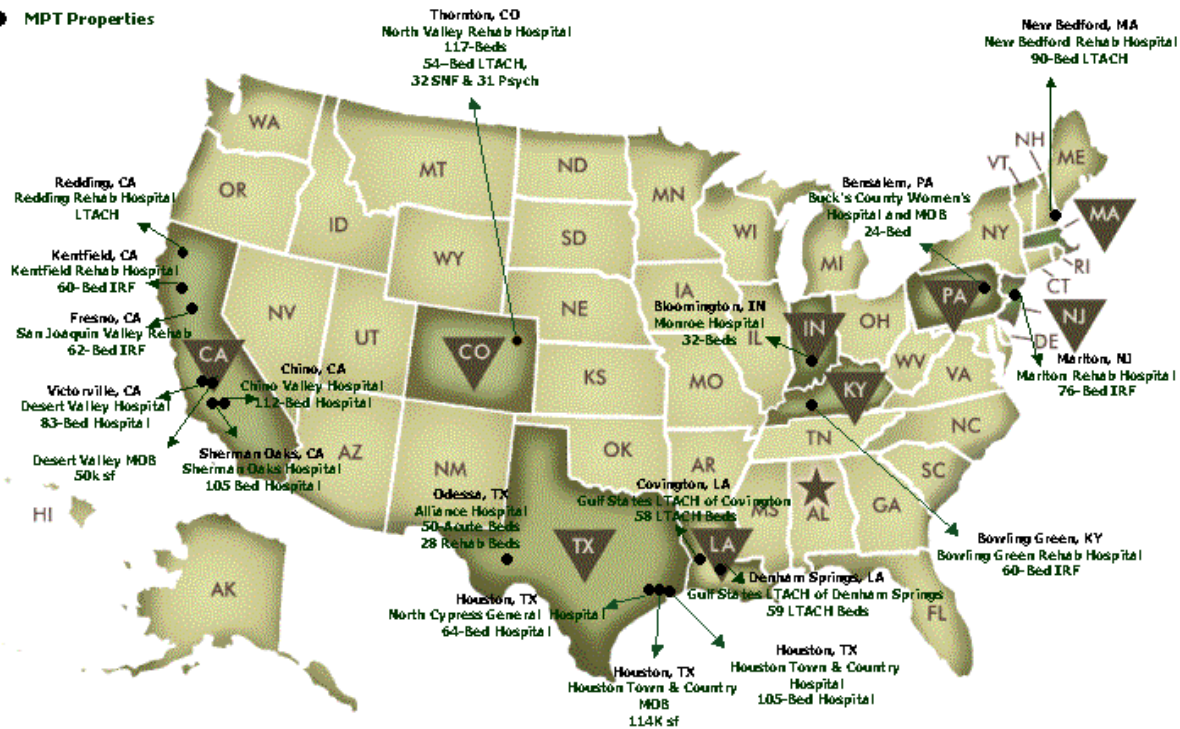 MPT Properties
Thornton, CO
North Valley Rehab Hospital
117-Beds
54-Bed LTACH,
32 SNF & 31 Psych
New Bedford, MA
New Bedford Rehab Hospital
90-Bed LTACH
Redding, CA
Redding Rehab Hospital
LTACH
Kentfield, CA
Kentfield Rehab Hospital
60-Bed IRF
Fresno, CA
San Joaquin Valley Rehab
62-Bed IRF
Victorville, CA
Desert Valley Hospital
83-Bed Hospital
Desert Valley MOB
50k sf
Chino, CA
Chino Valley Hospital
112-Bed Hospital
Sherman Oaks, CA
Sherman Oaks Hospital
105 Bed Hospital
Bensalem, PA
Buck's County Women's
Hospital and MOB
24-Bed
Bloomington, IN
Monroe Hospital
32-Beds
Marlton, NJ
Marlton Rehab Hospital
76-Bed IRF
Odessa, TX
Alliance Hospital
50-Acute Beds
28 Rehab Beds
Covington, LA
Gulf States LTACH of Covington
58 LTACH Beds
Bowling Green, KY
Bowling Green Rehab Hospital
60-Bed IRF
Denham Springs, LA
Gulf States LTACH of Denham Springs
59 LTACH Beds
Houston, TX
North Cypress General Hospital
64-Bed Hospital
Houston, TX
Houston Town & Country
MOB
114K sf
Houston, TX
Houston Town & Country
Hospital
105-Bed Hospital
WA
OR
ID
MT
ND
MN
SD
WY
NE
IA
WI
MI
NY
VT
NH
ME
MA
RI
CT
NJ
DE
PA
OH
IN
IL
WV
VA
KY
NC
TN
SC
GA
AL
MS
FL
LA
AR
MO
KS
OK
TX
CO
NM
AZ
UT
NV
CA
HI
AK